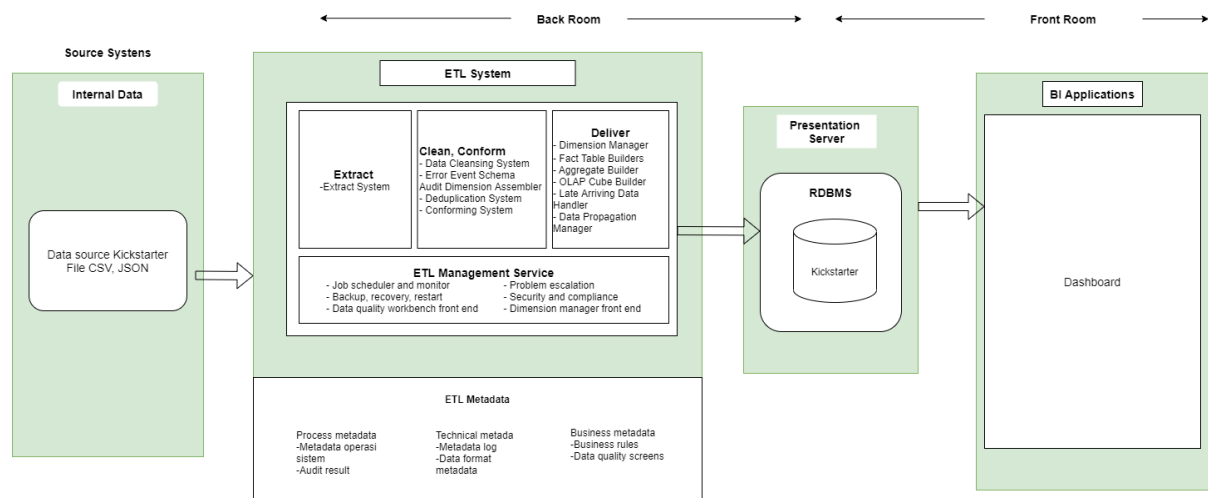 Back Room
Front Room
Source Systens
Internal Data
Data source Kickstarter
File CSV, JSON
ETL System
Extract
-Extract System
Clean, Conform
- Data Cleansing System
- Error Event Schema
Audit Dimension Assembler
- Deduplication System
- Conforming System
Deliver
- Dimension Manager
- Fact Table Builders
- Aggregate Builder
- OLAP Cube Builder
- Late Arriving Data
Handler
- Data Propagation
Manager
ETL Management Service
- Job scheduler and monitor
- Backup, recovery, restart
- Data quality workbench front end
- Problem escalation
- Security and compliance
- Dimension manager front end
ETL Metadata
Process metadata
-Metadata operasi
sistem
-Audit result
Technical metada
-Metadata log
-Data format
metadata
Business metadata
-Business rules
-Data quality screens
Presentation
Server
RDBMS
Kickstarter
BI Applications
Dashboard